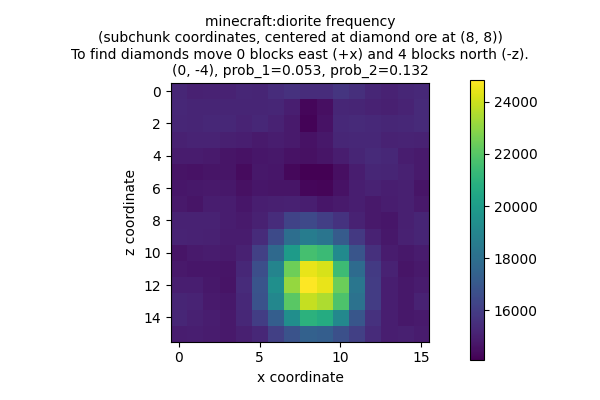 minecraft:diorite frequency
(subchunk coordinates, centered at diamond ore at (8, 8))
To find diamonds move 0 blocks east (+x) and 4 blocks north (-z).
(0, -4), prob_1=0.053, prob_2=0.132
0
2
4
6
8
10
12
14
z coordinate
0
5
10
15
x coordinate
24000
22000
20000
18000
16000